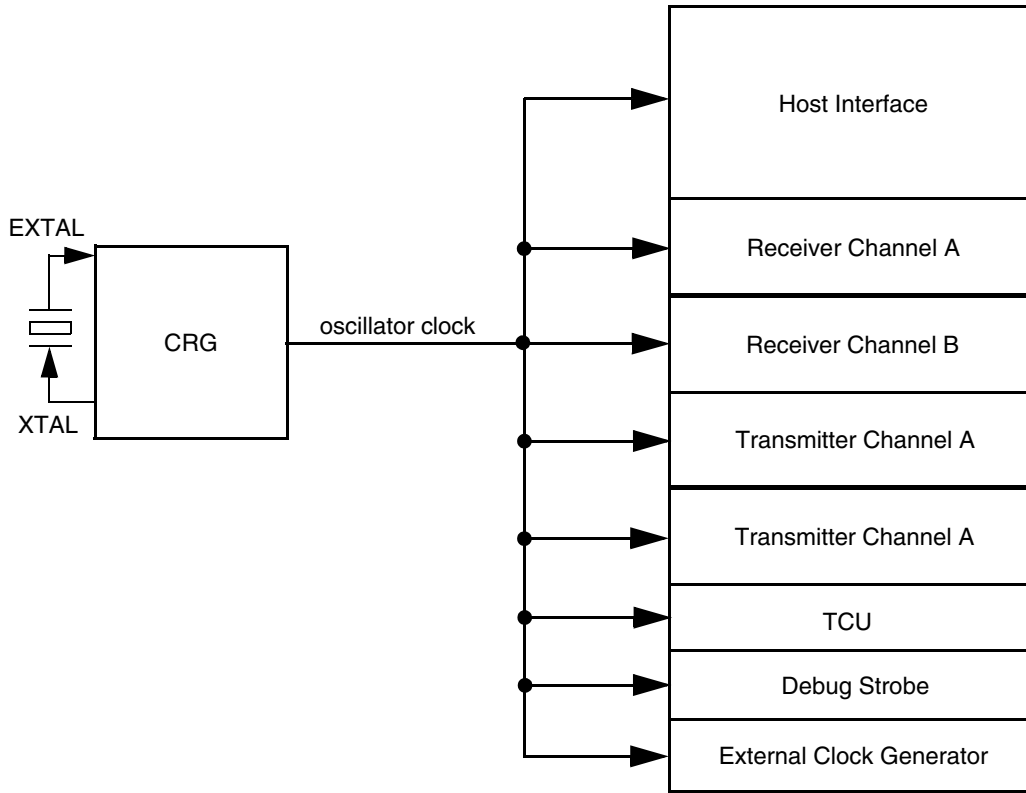 EXTAL
XTAL
CRG
oscillator clock
Host Interface
Receiver Channel A
Receiver Channel B
Transmitter Channel A
Transmitter Channel A
TCU
Debug Strobe
External Clock Generator